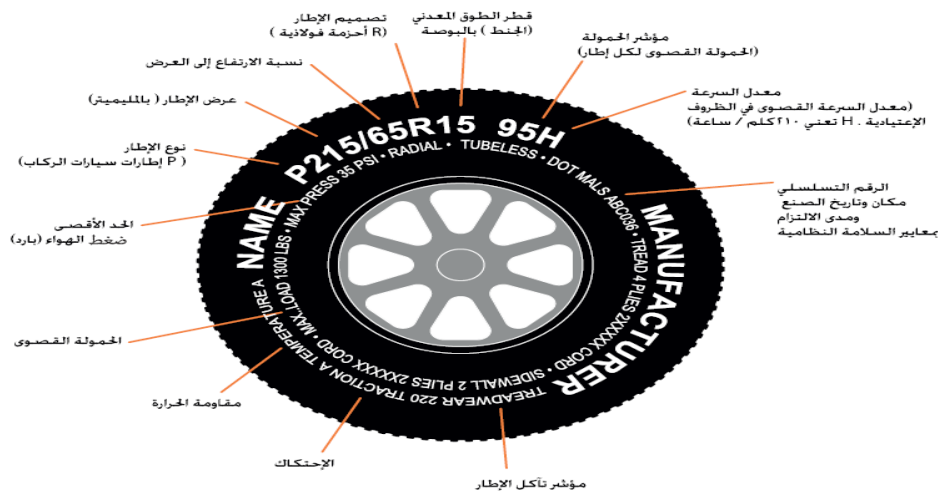 تصميم الإطار
(R أحزمة فولاذية )
قطر الطوق المعدني
(الجنط ) بالبوصة
مؤشر الحمولة
(الحمولة القصوى لكل إطار)
نسبة الارتفاع إلى العرض
معدل السرعة
(معدل السرعة القصوى في الظروف
الإعتيادية . H تعني ٢١٠ كلم / ساعة)
عرض الإطار ( بالمليميتر)
نوع الإطار
( P إطارات سيارات الركاب)
الرقم التسلسلي
مكان وتاريخ الصنع
ومدى الالتزام
بمعايير السلامة النظامية
الحد الأقصى
ضغط الهواء (بارد)
الحمولة القصوى
مقاومة الحرارة
الإحتكاك
مؤشر تآكل الإطار
P215/65R15 95H
MAX PRESS 35 PSI • RADIAL • TUBELESS • DOT MALS ABC036 • TREAD 4 PLIES 2XXXXX CORD • SIDEWALL 2 PLIES 2XXXXX CORD • MAX. LOAD 1300 LBS •
NAME
MANUFACTURER
TREADWEAR 220 TRACTION A TEMPERATURE A